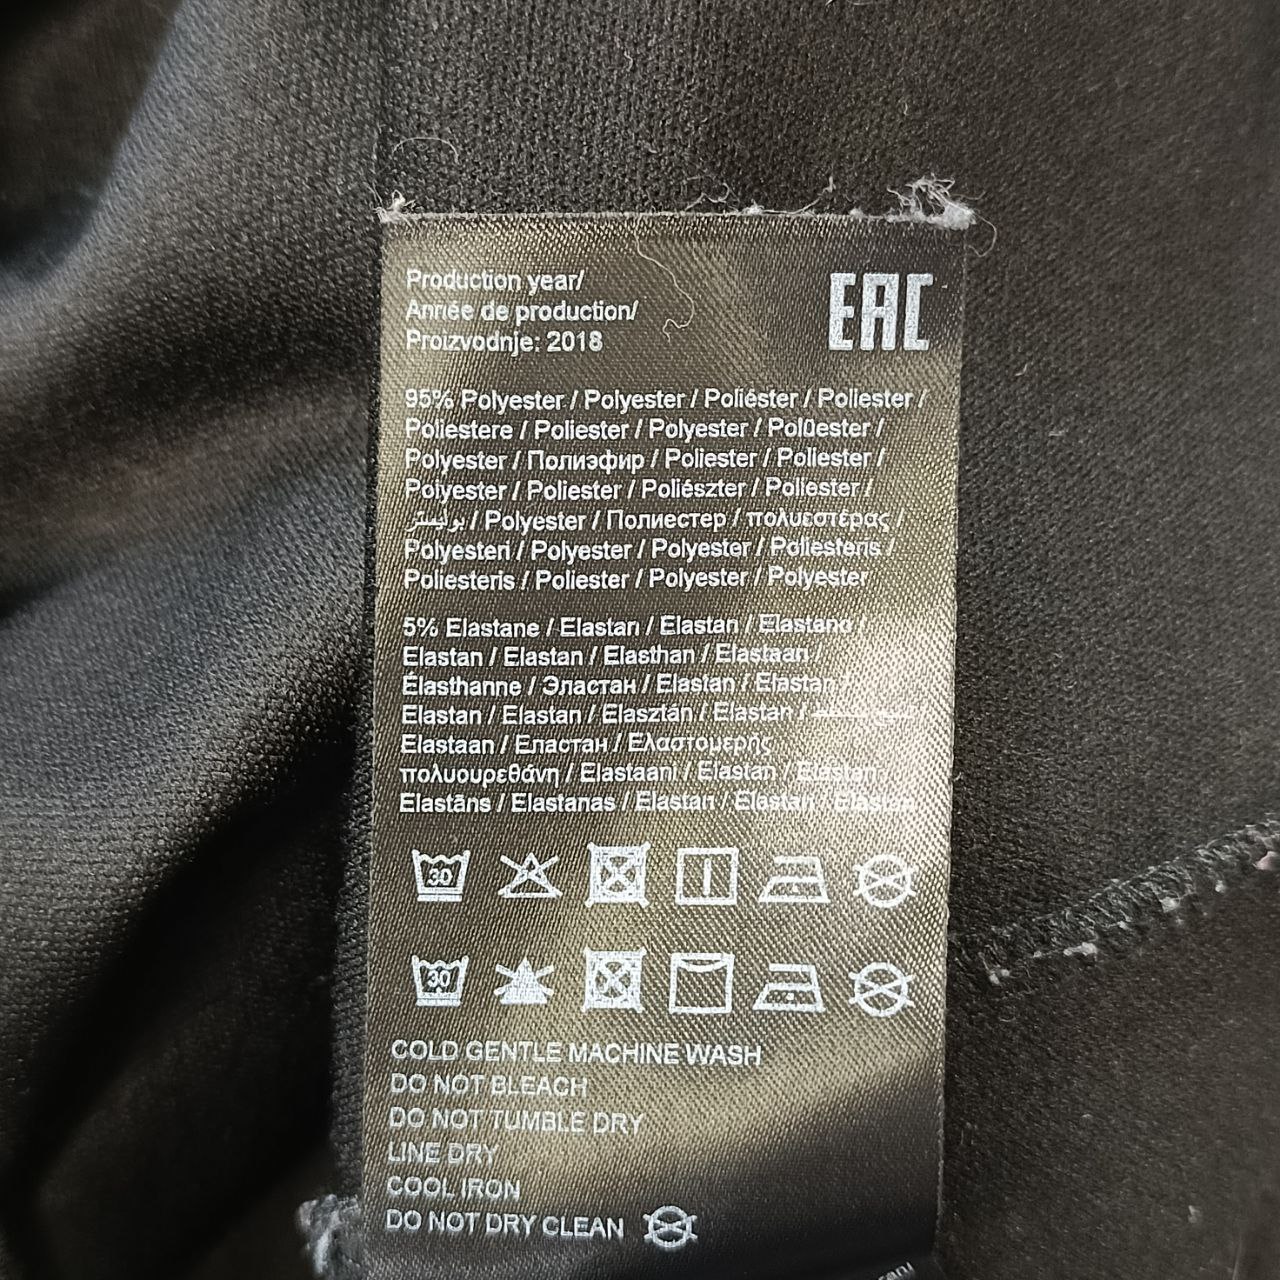 Production year/
Année de production/
Proizvodnje: 2018
EAC
95% Polyester / Polyester / Poliéster / Poliester /
Poliestere / Poliester / Polyester / Polüester /
Polyester / Полиэфир / Poliester / Poliester /
Polyester / Poliester / Poliészter / Poliester /
بوليستر / Polyester / Полиестер / πολυεστέρας /
Polyesteri / Polyester / Polyester / Poliesteris /
Poliesteris / Poliester / Polyester / Polyester
5% Elastane / Elastan / Elastan / Elastano /
Elastan / Elastan / Elasthan / Elastaan /
Élasthanne / Эластан / Elastan / Elastan /
Elastan / Elastan / Elasztán / Elastan /
Elastaan / Еластан / Ελαστομερής
πολυουρεθάνη / Elastaani / Elastan / Elastan
Elastāns / Elastanas / Elastan / Elastan / Elastan
30
30
COLD GENTLE MACHINE WASH
DO NOT BLEACH
DO NOT TUMBLE DRY
LINE DRY
COOL IRON
DO NOT DRY CLEAN